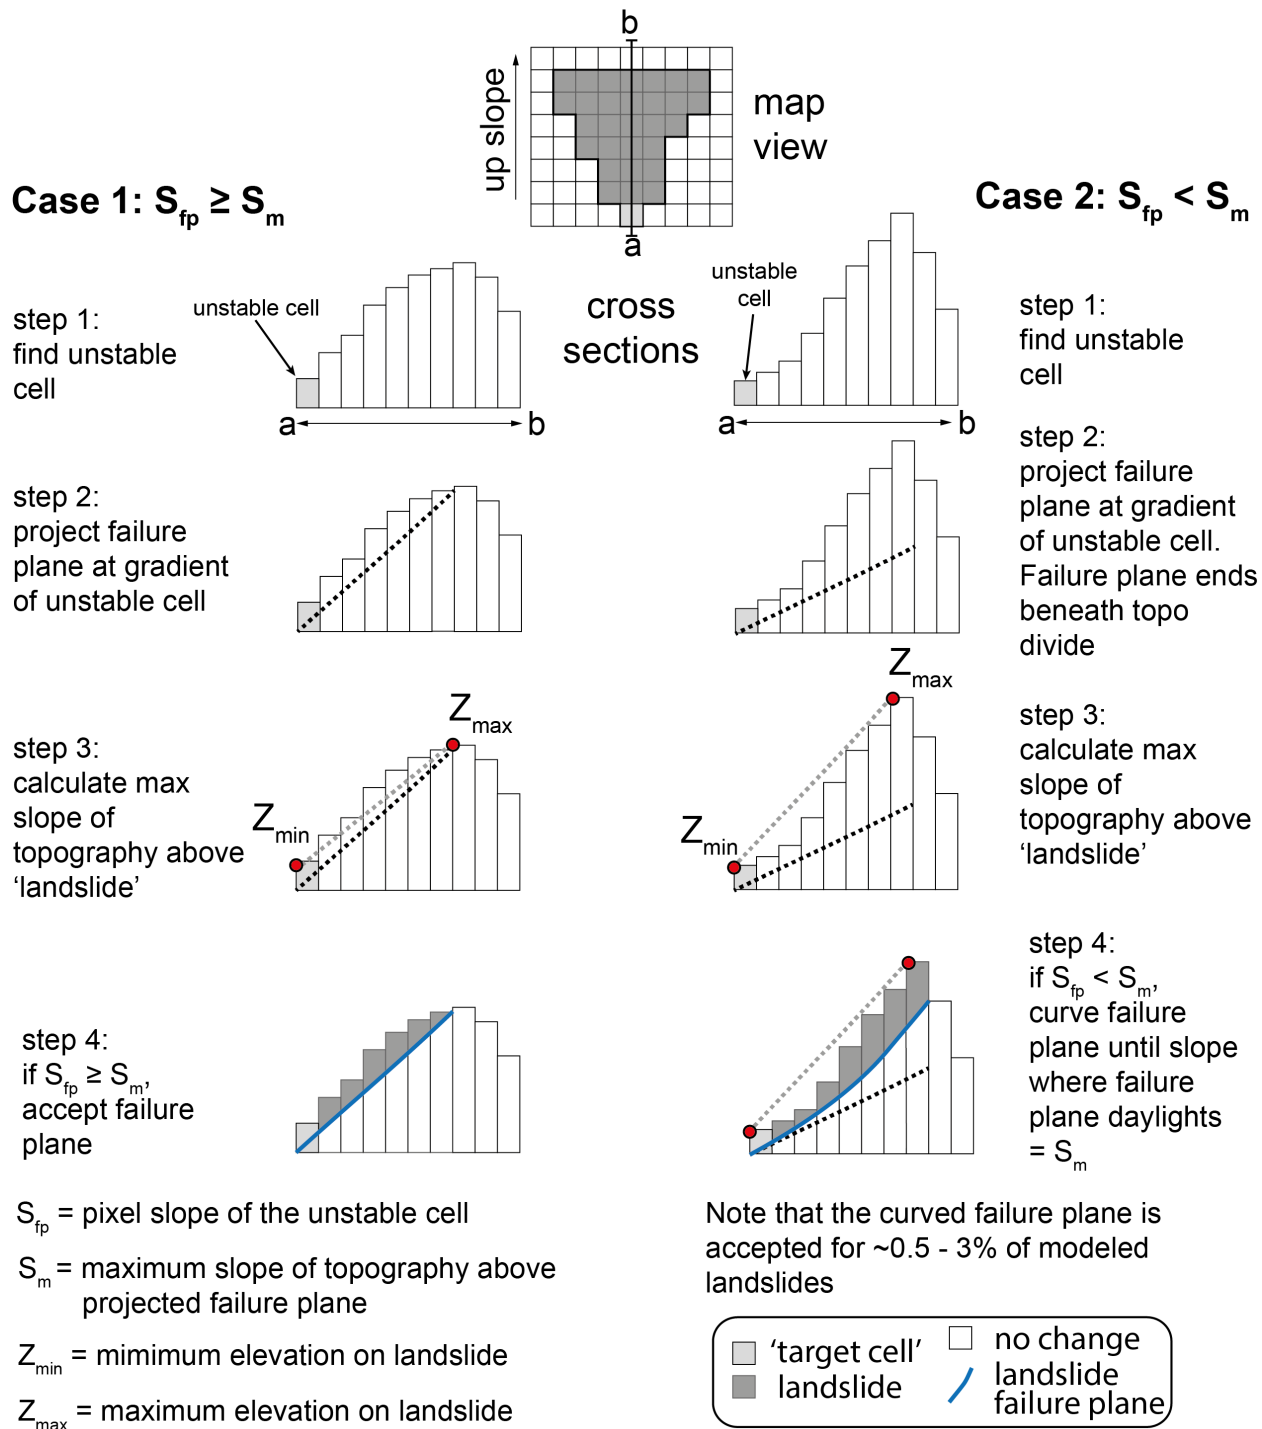 b
up slope
map
view
a
Case 1: Sfp ≥ Sm
Case 2: Sfp < Sm
cross
sections
step 1:
find unstable
cell
unstable cell
a
b
step 2:
project failure
plane at gradient
of unstable cell
step 3:
calculate max
slope of
topography above
‘landslide’
Zmin
Zmax
step 4:
if Sfp ≥ Sm,
accept failure
plane
unstable
cell
a
b
step 1:
find unstable
cell
step 2:
project failure
plane at gradient
of unstable cell.
Failure plane ends
beneath topo
divide
Zmax
Zmin
step 3:
calculate max
slope of
topography above
‘landslide’
step 4:
if Sfp < Sm,
curve failure
plane until slope
where failure
plane daylights
= Sm
Sfp = pixel slope of the unstable cell
Sm = maximum slope of topography above
projected failure plane
Zmin = mimimum elevation on landslide
Zmax = maximum elevation on landslide
Note that the curved failure plane is
accepted for ~0.5 - 3% of modeled
landslides
‘target cell’
landslide
no change
landslide
failure plane